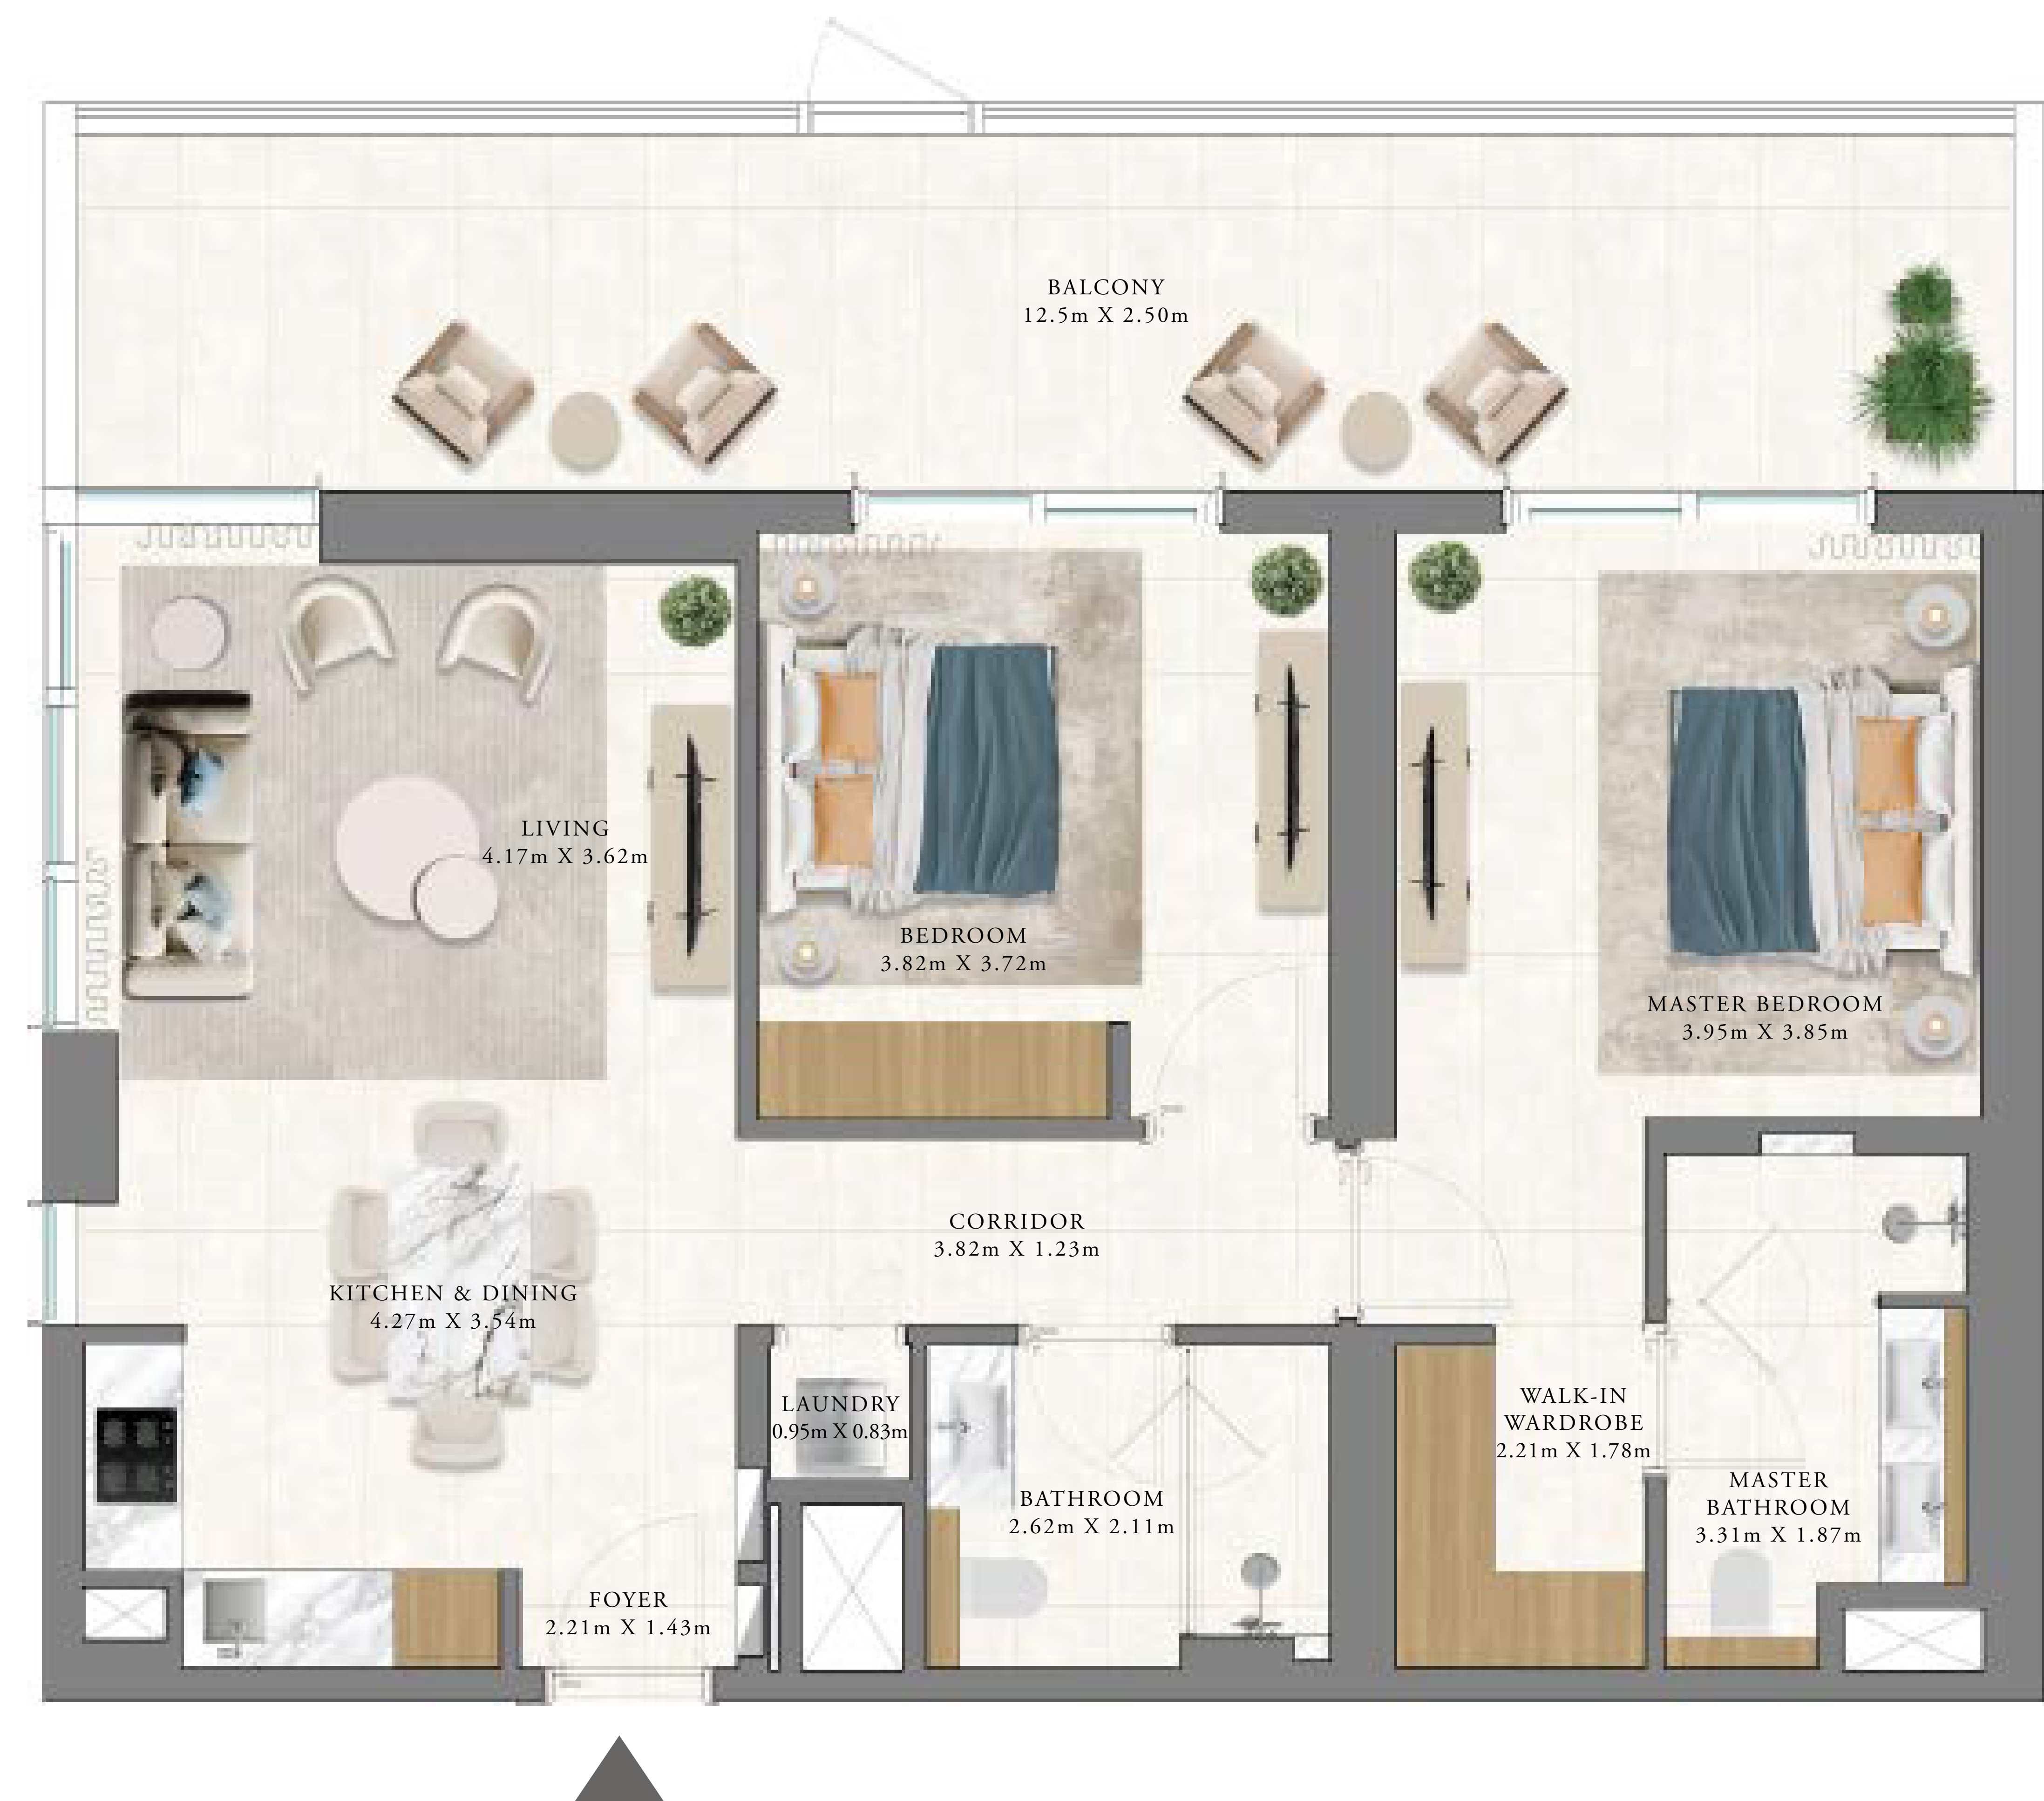 BALCONY
12.5m X 2.50m
LIVING
4.17m X 3.62m
BEDROOM
3.82m X 3.72m
MASTER BEDROOM
3.95m X 3.85m
CORRIDOR
3.82m X 1.23m
KITCHEN & DINING
4.27m X 3.54m
LAUNDRY
0.95m X 0.83m
WALK-IN
WARDROBE
2.21m X 1.78m
BATHROOM
2.62m X 2.11m
MASTER
BATHROOM
3.31m X 1.87m
FOYER
2.21m X 1.43m